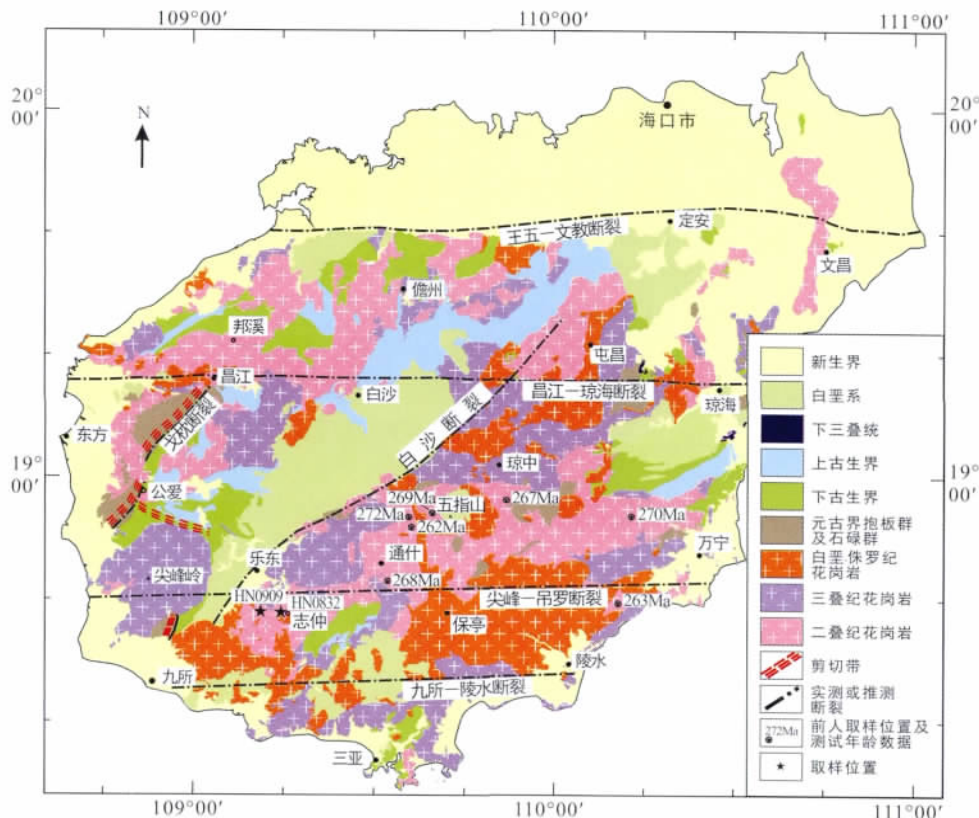 109°00′
110°00′
111°00′
20°
00′
20°
00′
N
海口市
定安
王五一文教断裂
文昌
儋州
邦溪
屯昌
昌江
白沙
昌江一琼海断裂
琼海
东方
戈枕断裂
白沙断裂
19°
00′
19°
00′
琼中
公爱
269Ma
五指山
267Ma
272Ma
262Ma
270Ma
万宁
乐东
通什
尖峰岭
268Ma
HN0909
HN0832
志仲
尖峰一吊罗断裂
263Ma
保亭
陵水
九所
九所一陵水断裂
三亚
新生界
白垩系
下三叠统
上古生界
下古生界
元古界抱板群
及石碌群
白垩-侏罗纪
花岗岩
三叠纪花岗岩
二叠纪花岗岩
剪切带
实测或推测
断裂
272Ma
前人取样位置及
测试年龄数据
取样位置
109°00′
110°00′
111°00′